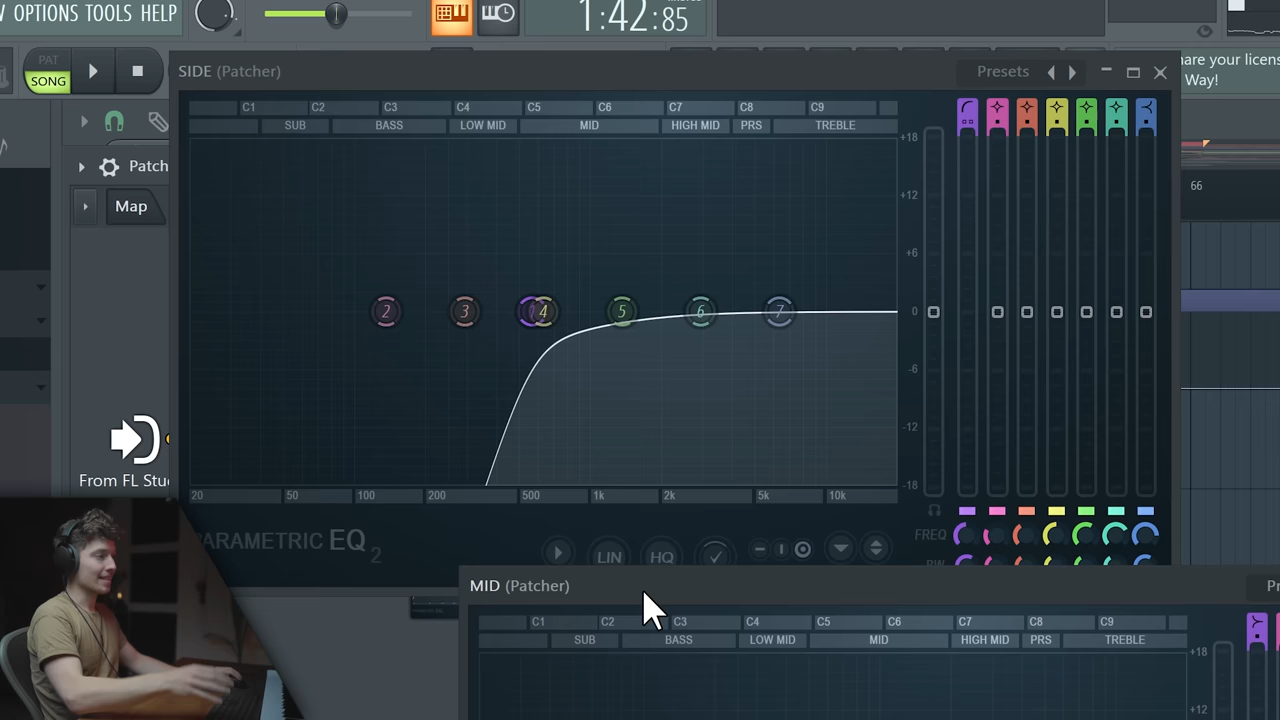 OPTIONS TOOLS HELP
1:42:85
PAT
SONG
SIDE (Patcher)
Presets
hare your licens
Way!
C1 C2 C3 C4 C5 C6 C7 C8 C9
SUB BASS LOW MID MID HIGH MID PRS TREBLE
+18
+12
+6
0
-6
-12
-18
Patch
Map
66
2 3 4 5 6 7
From FL Stu
20 50 100 200 500 1k 2k 5k 10k
PARAMETRIC EQ 2
LIN HQ
FREQ
MID (Patcher)
Pr
C1 C2 C3 C4 C5 C6 C7 C8 C9
SUB BASS LOW MID MID HIGH MID PRS TREBLE
+18
+12